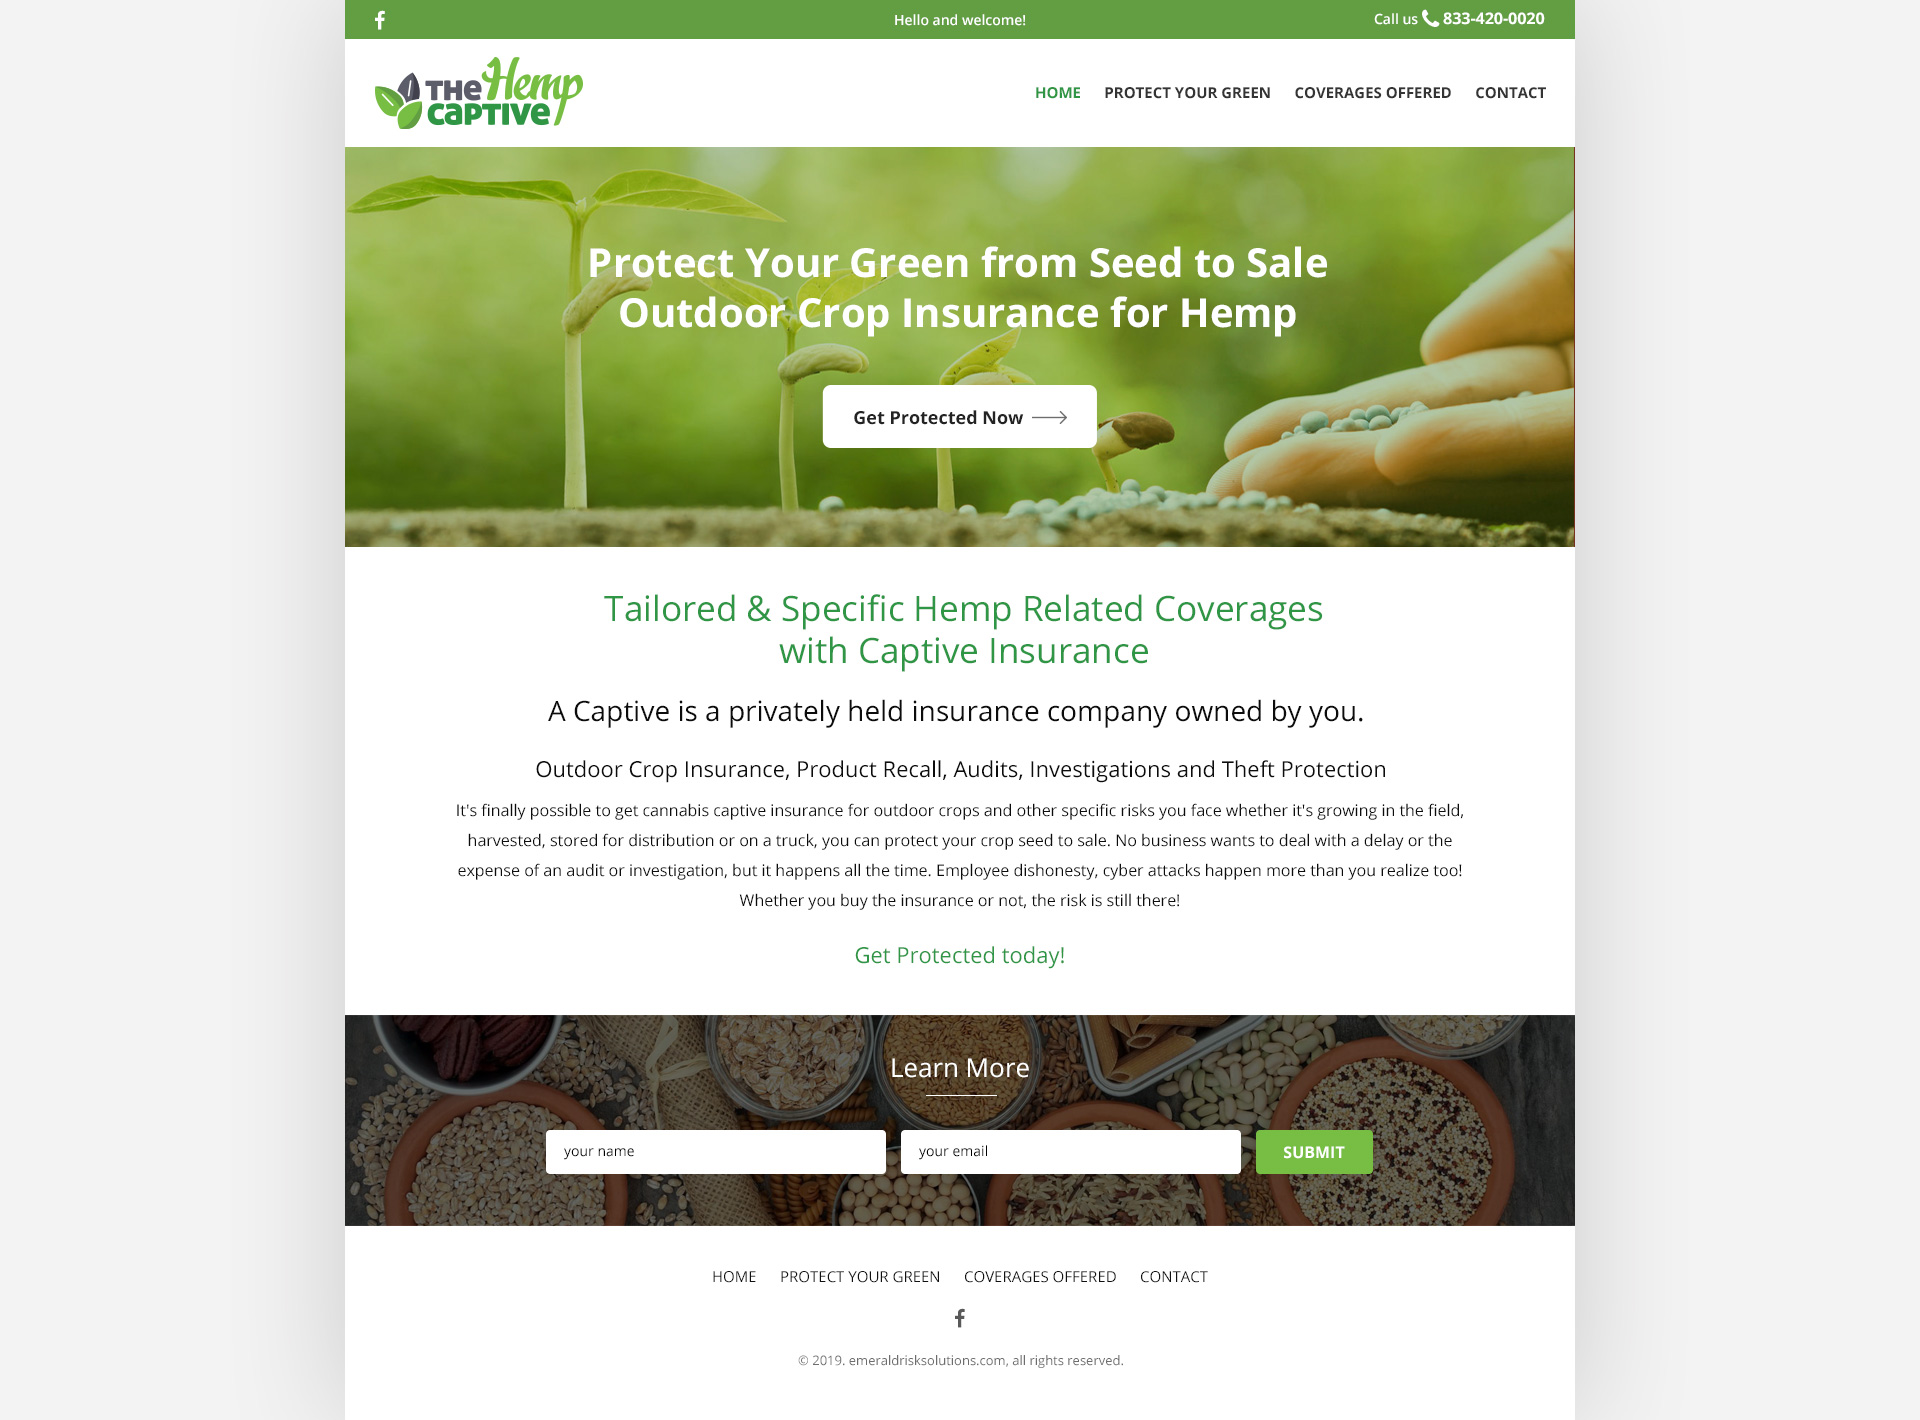 Hello and welcome!
Call us 833-420-0020
THE Hemp
CAPTIVE
HOME PROTECT YOUR GREEN COVERAGES OFFERED CONTACT
Protect Your Green from Seed to Sale
Outdoor Crop Insurance for Hemp
Get Protected Now
Tailored & Specific Hemp Related Coverages
with Captive Insurance
A Captive is a privately held insurance company owned by you.
Outdoor Crop Insurance, Product Recall, Audits, Investigations and Theft Protection
It's finally possible to get cannabis captive insurance for outdoor crops and other specific risks you face whether it's growing in the field,
harvested, stored for distribution or on a truck, you can protect your crop seed to sale. No business wants to deal with a delay or the
expense of an audit or investigation, but it happens all the time. Employee dishonesty, cyber attacks happen more than you realize too!
Whether you buy the insurance or not, the risk is still there!
Get Protected today!
Learn More
your name
your email
SUBMIT
HOME PROTECT YOUR GREEN COVERAGES OFFERED CONTACT
© 2019. emeraldrisksolutions.com, all rights reserved.